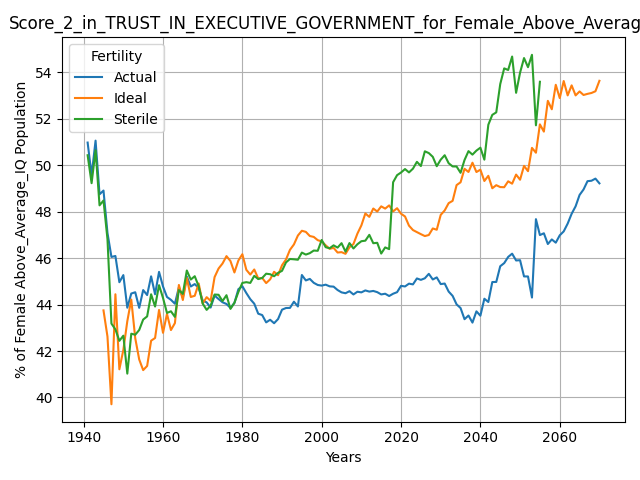 Score_2_in_TRUST_IN_EXECUTIVE_GOVERNMENT_for_Female_Above_Averag
Fertility
Actual
Ideal
Sterile
% of Female Above_Average_IQ Population
54
52
50
48
46
44
42
40
1940 1960 1980 2000 2020 2040 2060
Years